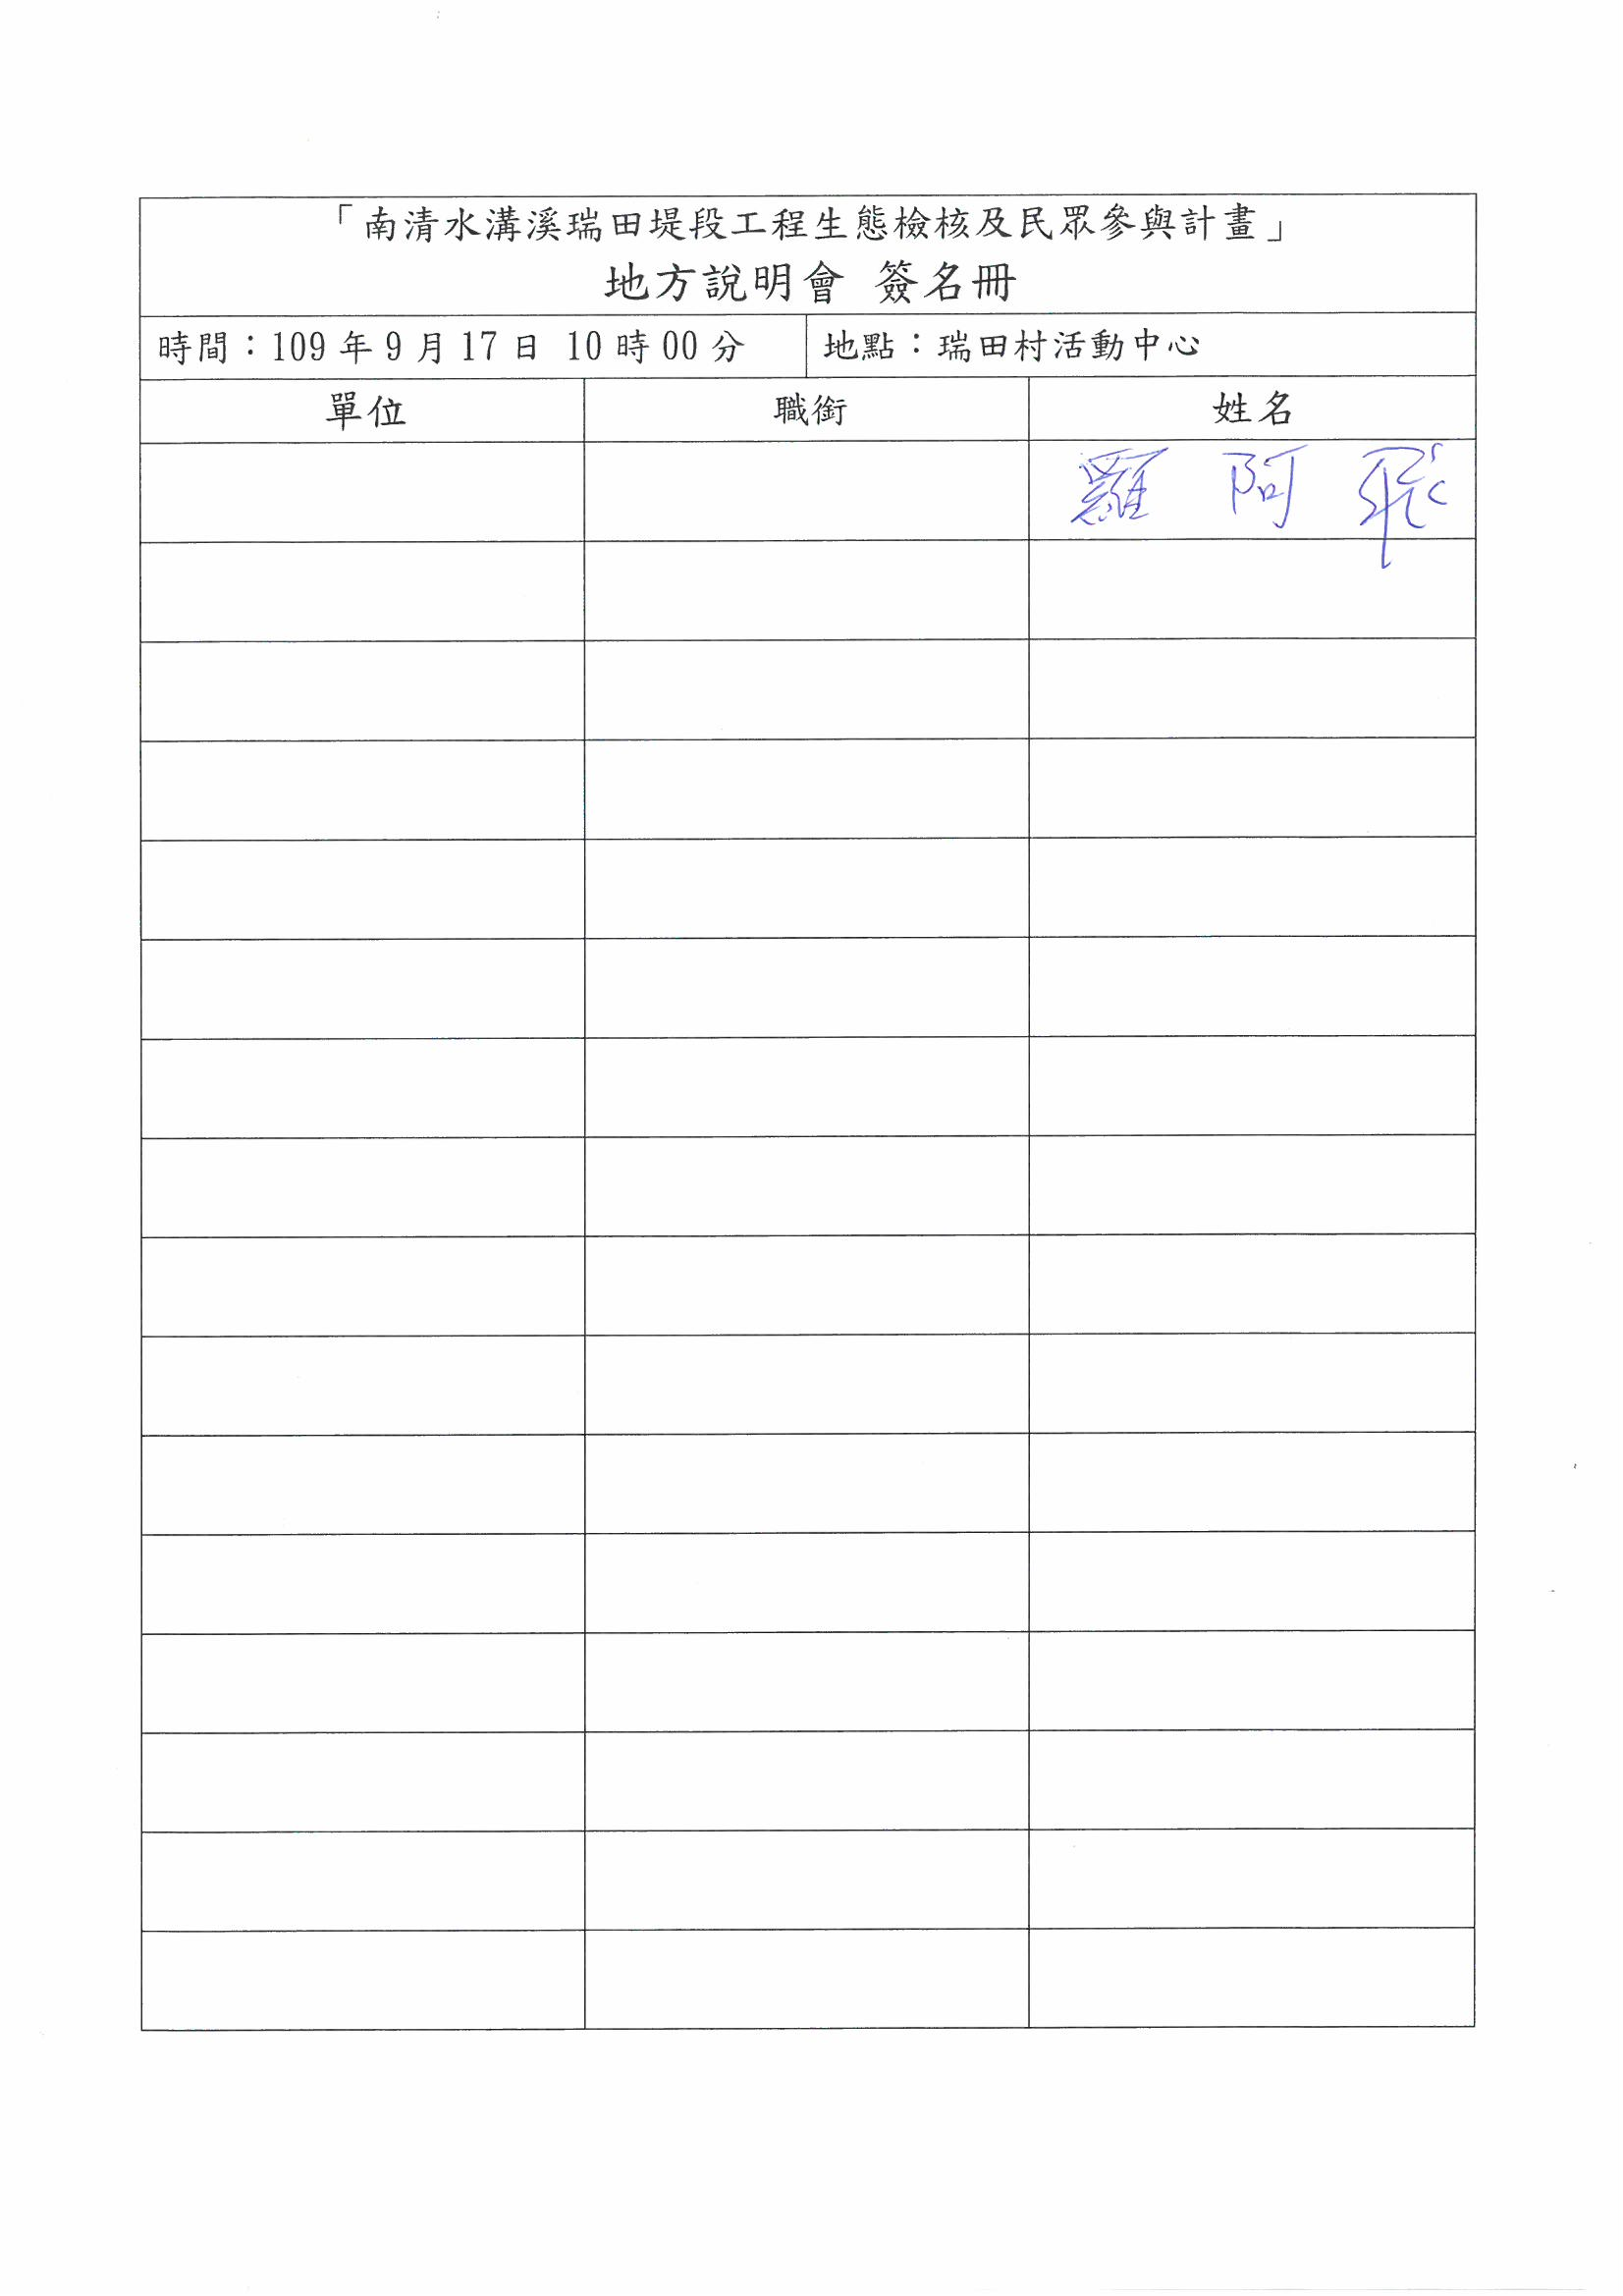 「南清水溝溪瑞田堤段工程生態檢核及民眾參與計畫」
地方說明會 簽名冊
時間：109年9月17日 10時00分 地點：瑞田村活動中心
單位 職銜 姓名
羅阿飛